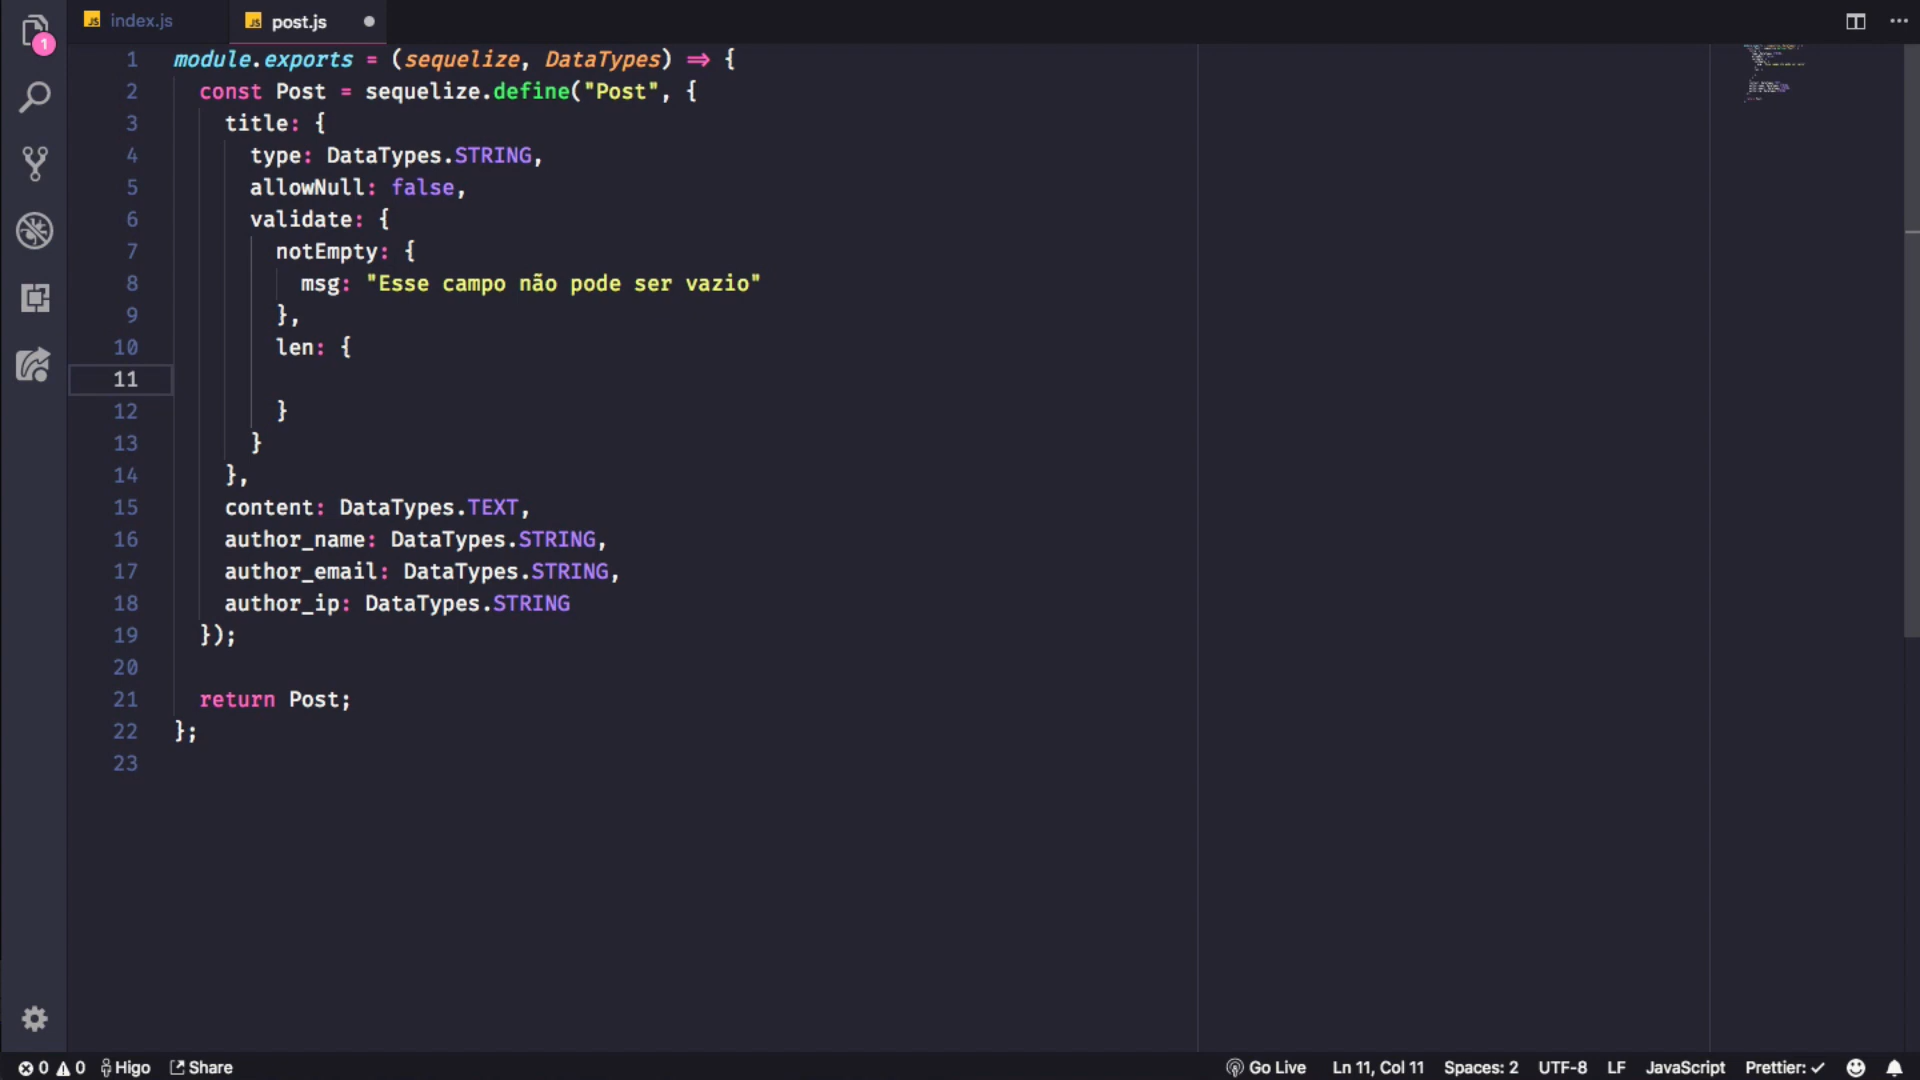 JS index.js
JS post.js
1
1 module.exports = (sequelize, DataTypes) => {
2 const Post = sequelize.define("Post", {
3 title: {
4 type: DataTypes.STRING,
5 allowNull: false,
6 validate: {
7 notEmpty: {
8 msg: "Esse campo não pode ser vazio"
9 },
10 len: {
11
12 }
13 }
14 },
15 content: DataTypes.TEXT,
16 author_name: DataTypes.STRING,
17 author_email: DataTypes.STRING,
18 author_ip: DataTypes.STRING
19 });
20
21 return Post;
22 };
23
0 0 Higo Share Go Live Ln 11, Col 11 Spaces: 2 UTF-8 LF JavaScript Prettier: ✓